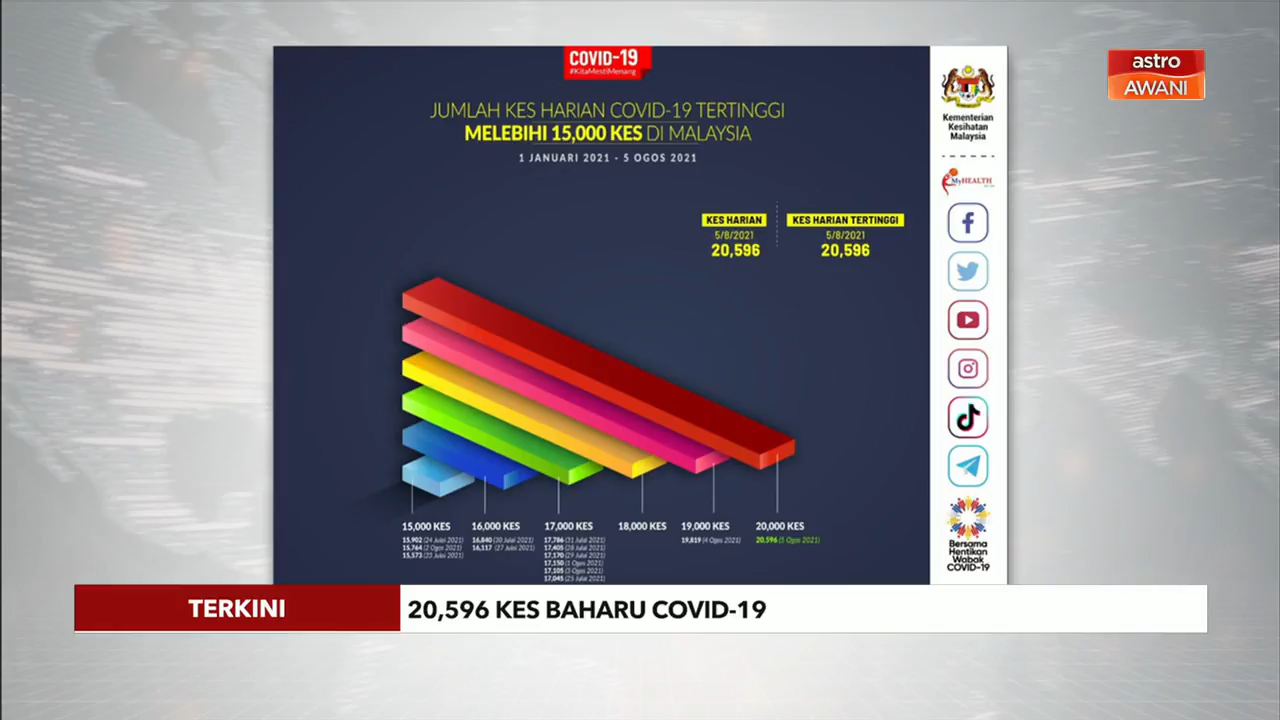 COVID-19
#KitaMestiMenang
astro
AWANI
JUMLAH KES HARIAN COVID-19 TERTINGGI
MELEBIHI 15,000 KES DI MALAYSIA
1 JANUARI 2021 - 5 OGOS 2021
Kementerian
Kesihatan
Malaysia
MyHEALTH
KES HARIAN
5/8/2021
20,596
KES HARIAN TERTINGGI
5/8/2021
20,596
15,000 KES
15,902 (24 Julai 2021)
15,764 (2 Ogos 2021)
15,573 (23 Julai 2021)
16,000 KES
16,840 (30 Julai 2021)
16,117 (27 Julai 2021)
17,000 KES
17,786 (31 Julai 2021)
17,405 (28 Julai 2021)
17,170 (29 Julai 2021)
17,150 (1 Ogos 2021)
17,105 (3 Ogos 2021)
17,045 (25 Julai 2021)
18,000 KES
19,000 KES
19,819 (4 Ogos 2021)
20,000 KES
20,596 (5 Ogos 2021)
Bersama
Hentikan
Wabak
COVID-19
TERKINI
20,596 KES BAHARU COVID-19